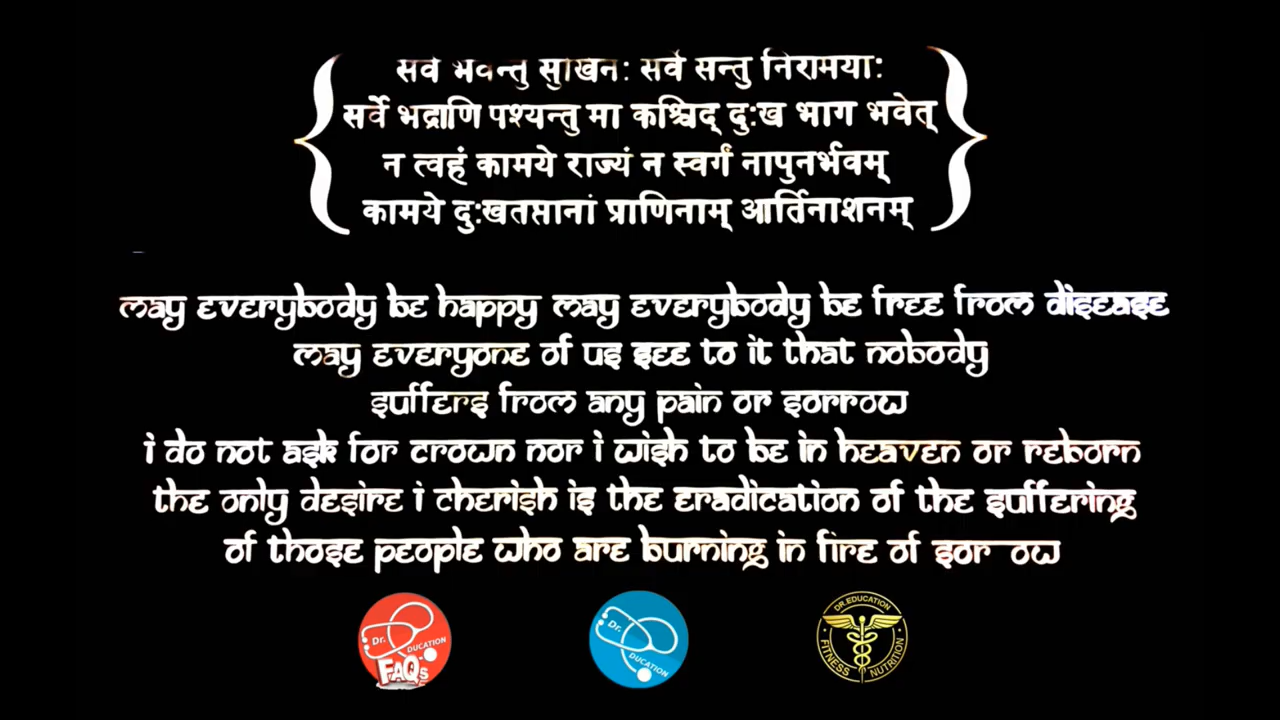 सर्वे भवन्तु सुखिन: सर्वे सन्तु निरामया:
सर्वे भद्राणि पश्यन्तु मा कश्चिद् दु:ख भाग भवेत्
न त्वहं कामये राज्यं न स्वर्गं नापुनर्भवम्
कामये दु:खतप्तानां प्राणिनाम् आर्तिनाशनम्
may everybody be happy may everybody be free from disease
may everyone of us see to it that nobody
suffers from any pain or sorrow
i do not ask for crown nor i wish to be in heaven or reborn
the only desire i cherish is the eradication of the suffering
of those people who are burning in fire of sor ow
Dr. DUCATION FAQs
Dr. DUCATION
DR.EDUCATION FITNESS NUTRITION